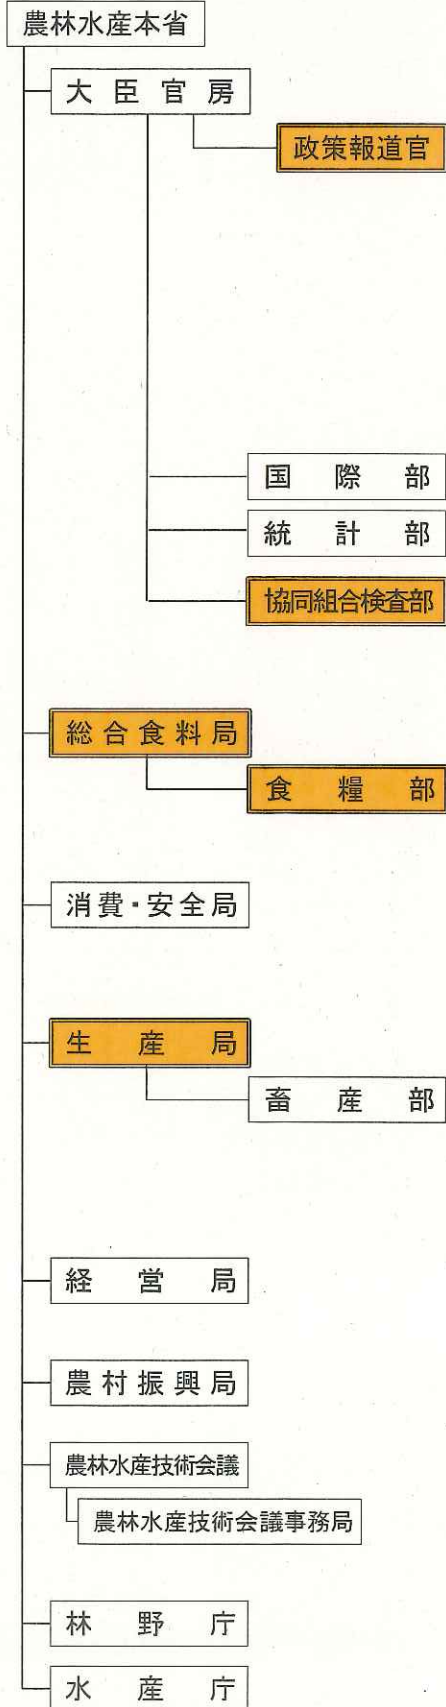 農林水産本省
大臣官房
政策報道官
国際部
統計部
協同組合検査部
総合食料局
食糧部
消費・安全局
生産局
畜産部
経営局
農村振興局
農林水産技術会議
農林水産技術会議事務局
林野庁
水産庁